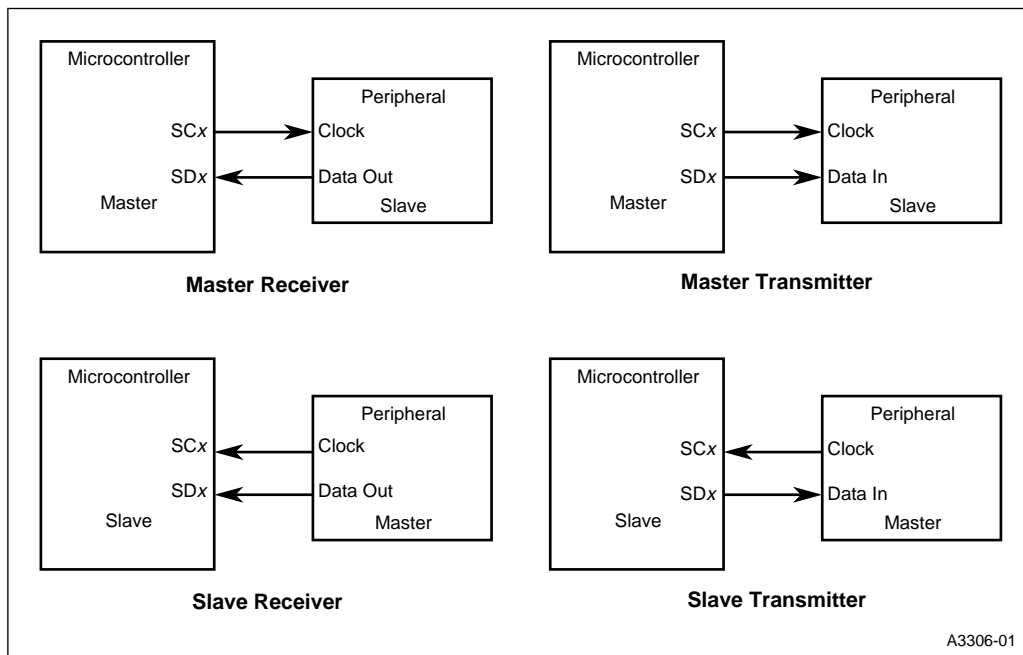 Microcontroller
Peripheral
SCx
Clock
SDx
Data Out
Master
Slave
Master Receiver
Microcontroller
Peripheral
SCx
Clock
SDx
Data In
Master
Slave
Master Transmitter
Microcontroller
Peripheral
SCx
Clock
SDx
Data Out
Slave
Master
Slave Receiver
Microcontroller
Peripheral
SCx
Clock
SDx
Data In
Slave
Master
Slave Transmitter
A3306-01